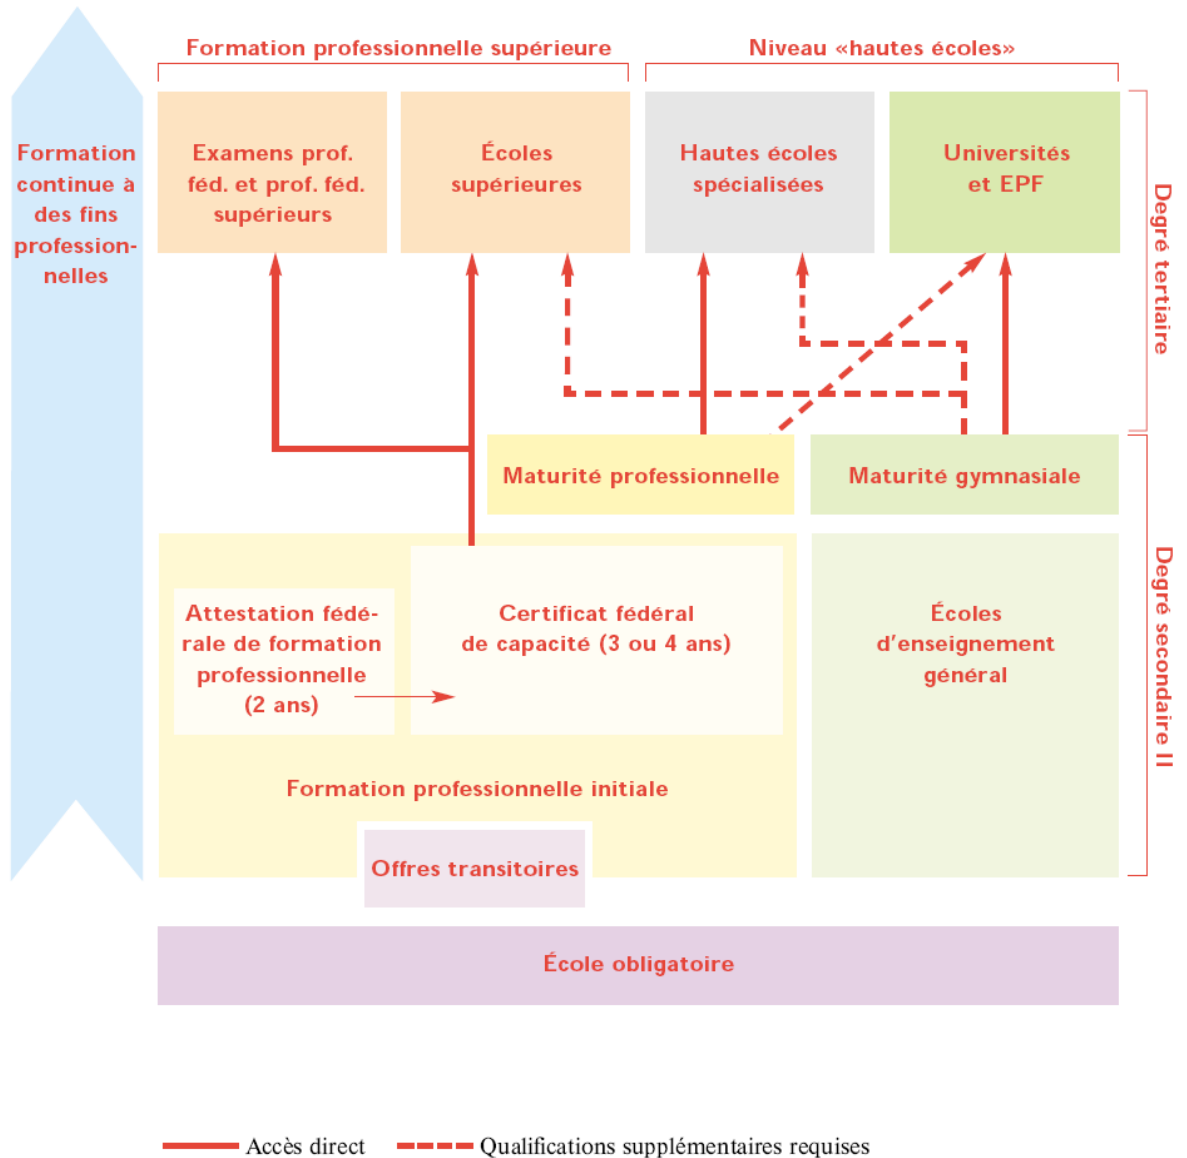 Formation professionnelle supérieure
Niveau «hautes écoles»
Formation
continue à
des fins
profession-
nelles
Examens prof.
féd. et prof. féd.
supérieurs
Écoles
supérieures
Hautes écoles
spécialisées
Universités
et EPF
Degré tertiaire
Maturité professionnelle
Maturité gymnasiale
Attestation fédé-
rale de formation
professionnelle
(2 ans)
Certificat fédéral
de capacité (3 ou 4 ans)
Écoles
d'enseignement
général
Degré secondaire II
Formation professionnelle initiale
Offres transitoires
École obligatoire
Accès direct
Qualifications supplémentaires requises